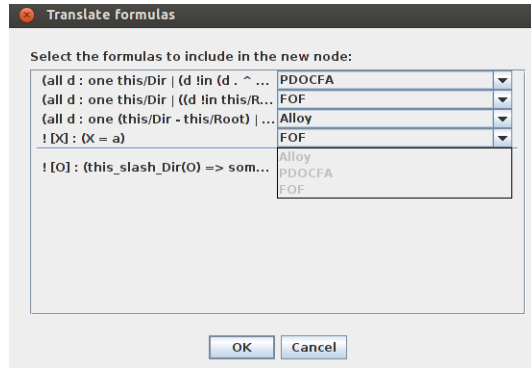 Translate formulas
Select the formulas to include in the new node:
(all d : one this/Dir | (d !in (d . ^ ... PDOCFA
(all d : one this/Dir | ((d !in this/R... FOF
(all d : one (this/Dir - this/Root) | ... Alloy
! [X] : (X = a) FOF
! [O] : (this_slash_Dir(O) => som...
Alloy
PDOCFA
FOF
OK Cancel